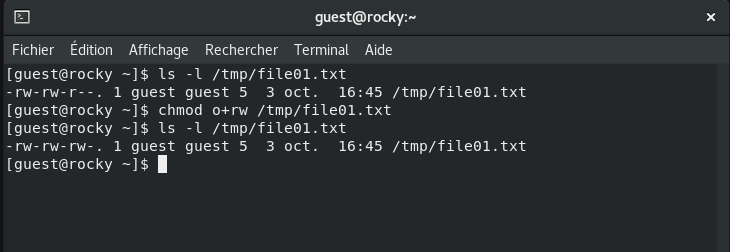 guest@rocky:~
Fichier Édition Affichage Rechercher Terminal Aide
[guest@rocky ~]$ ls -l /tmp/file01.txt
-rw-rw-r--. 1 guest guest 5  3 oct.  16:45 /tmp/file01.txt
[guest@rocky ~]$ chmod o+rw /tmp/file01.txt
[guest@rocky ~]$ ls -l /tmp/file01.txt
-rw-rw-rw-. 1 guest guest 5  3 oct.  16:45 /tmp/file01.txt
[guest@rocky ~]$